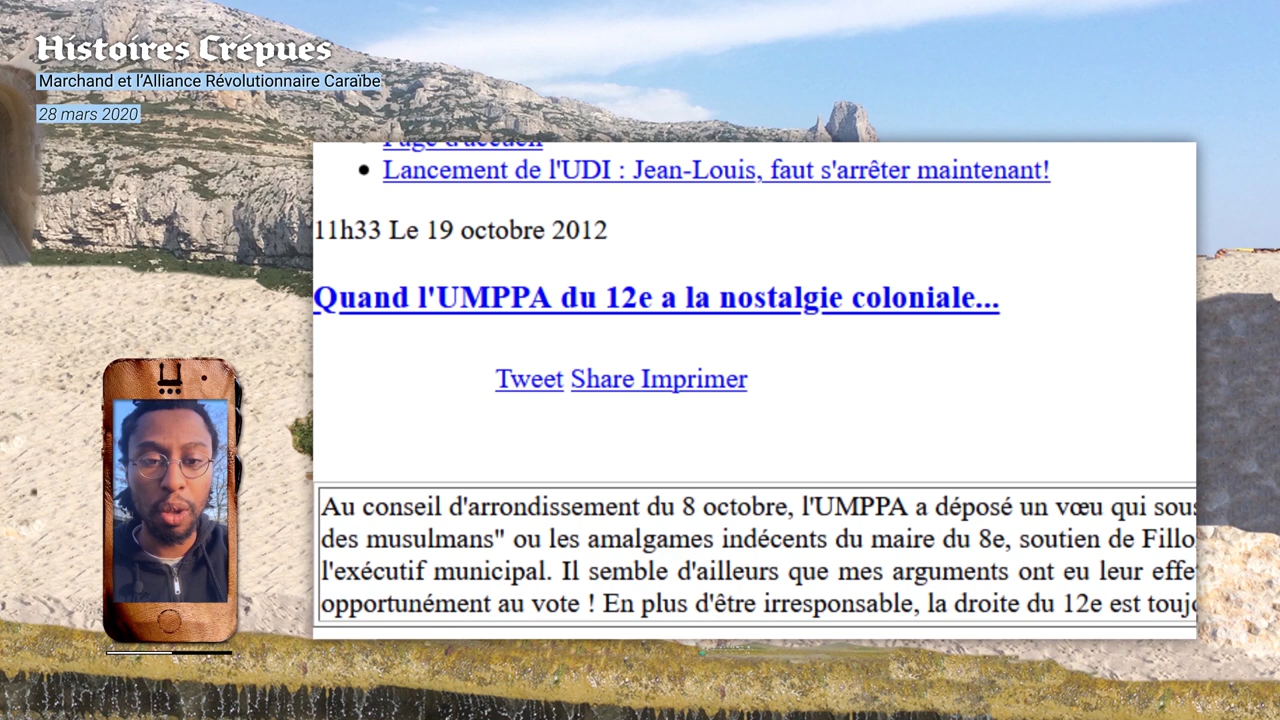 Histoires Crépues
Marchand et l'Alliance Révolutionnaire Caraïbe
28 mars 2020
Page d'accueil
Lancement de l'UDI : Jean-Louis, faut s'arrêter maintenant!
11h33 Le 19 octobre 2012
Quand l'UMPPA du 12e a la nostalgie coloniale...
Tweet Share Imprimer
Au conseil d'arrondissement du 8 octobre, l'UMPPA a déposé un vœu qui sous
des musulmans" ou les amalgames indécents du maire du 8e, soutien de Fillo
l'exécutif municipal. Il semble d'ailleurs que mes arguments ont eu leur effe
opportunément au vote ! En plus d'être irresponsable, la droite du 12e est toujo